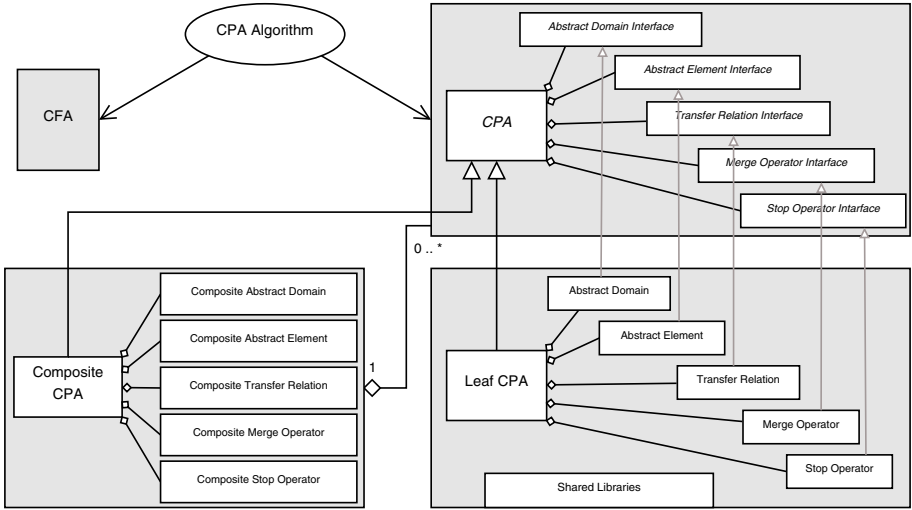 CPA Algorithm
CFA
CPA
Abstract Domain Interface
Abstract Element Interface
Transfer Relation Interface
Merge Operator Intarface
Stop Operator Interface
0 .. *
1
Composite
CPA
Composite Abstract Domain
Composite Abstract Element
Composite Transfer Relation
Composite Merge Operator
Composite Stop Operator
Leaf CPA
Abstract Domain
Abstract Element
Transfer Relation
Merge Operator
Stop Operator
Shared Libraries